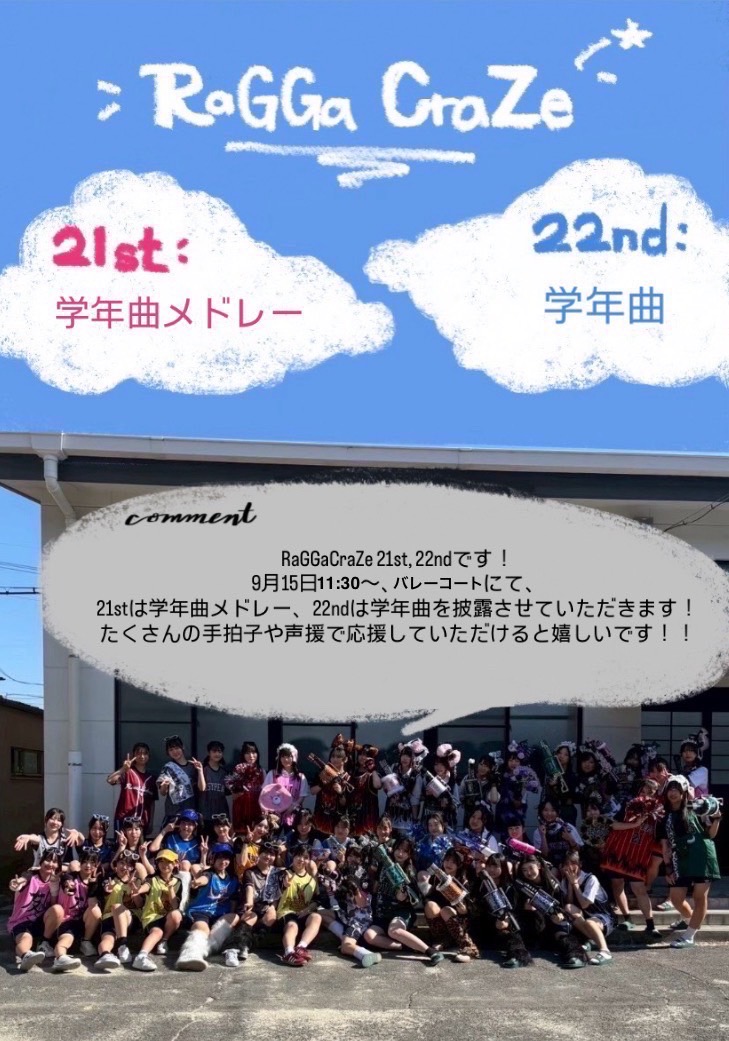 RaGGa CraZe
21st:
学年曲メドレー
22nd:
学年曲
comment
RaGGaCraZe 21st, 22ndです！
9月15日11:30〜、バレーコートにて、
21stは学年曲メドレー、22ndは学年曲を披露させていただきます！
たくさんの手拍子や声援で応援していただけると嬉しいです！！